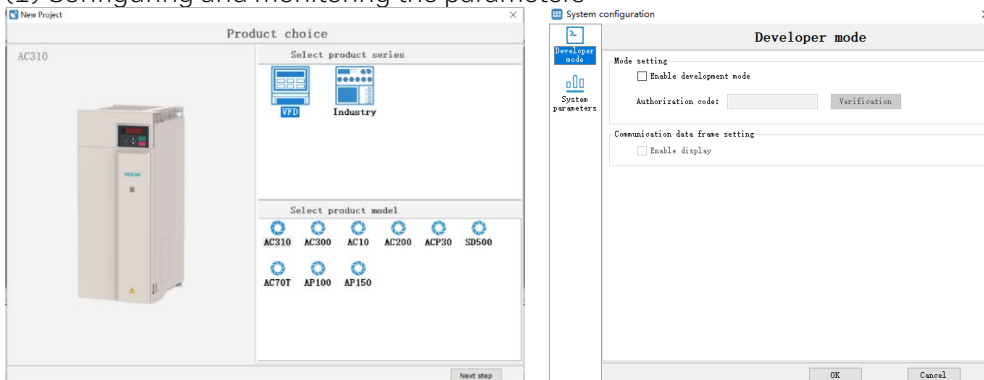 (1) Configuring and monitoring the parameters
New Project
Product choice
AC310
Select product series
VFD
Industry
Select product model
AC310 AC300 AC10 AC200 ACP30 SD500
AC70T AP100 AP150
Next step
System configuration
Developer mode
System parameters
Developer mode
Mode setting
Enable development mode
Authorization code:
Verification
Communication data frame setting
Enable display
OK
Cancel